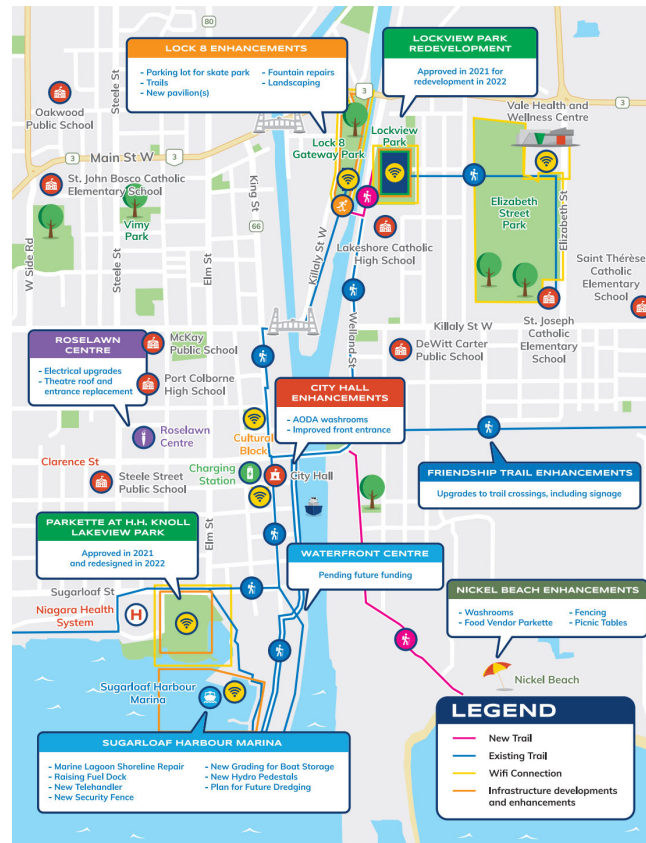 80
LOCK 8 ENHANCEMENTS
- Parking lot for skate park
- Trails
- New pavilion(s)
- Fountain repairs
- Landscaping
LOCKVIEW PARK
REDEVELOPMENT
Approved in 2021 for
redevelopment in 2022
Steele St
Oakwood
Public School
3
Vale Health and
Wellness Centre
Lock 8
Gateway Park
Lockview
Park
Main St W
3
3
St. John Bosco Catholic
Elementary School
King St
66
Vimy
Park
W Side Rd
Steele St
Elm St
Killaly St W
Lakeshore Catholic
High School
Elizabeth
Street
Park
Elizabeth St
Saint Thérèse
Catholic
Elementary
School
Welland St
Killaly St W
St. Joseph
Catholic
Elementary
School
ROSELAWN
CENTRE
- Electrical upgrades
- Theatre roof and
entrance replacement
McKay
Public School
Port Colborne
High School
DeWitt Carter
Public School
CITY HALL
ENHANCEMENTS
- AODA washrooms
- Improved front entrance
Roselawn
Centre
Cultural
Block
Clarence St
Steele Street
Public School
Charging
Station
City Hall
FRIENDSHIP TRAIL ENHANCEMENTS
Upgrades to trail crossings, including signage
PARKETTE AT H.H. KNOLL
LAKEVIEW PARK
Approved in 2021
and redesigned in 2022
Elm St
WATERFRONT CENTRE
Pending future funding
Sugarloaf St
Niagara Health
System
H
NICKEL BEACH ENHANCEMENTS
- Washrooms
- Food Vendor Parkette
- Fencing
- Picnic Tables
Nickel Beach
Sugarloaf Harbour
Marina
SUGARLOAF HARBOUR MARINA
- Marine Lagoon Shoreline Repair
- Raising Fuel Dock
- New Telehandler
- New Security Fence
- New Grading for Boat Storage
- New Hydro Pedestals
- Plan for Future Dredging
LEGEND
New Trail
Existing Trail
Wifi Connection
Infrastructure developments
and enhancements